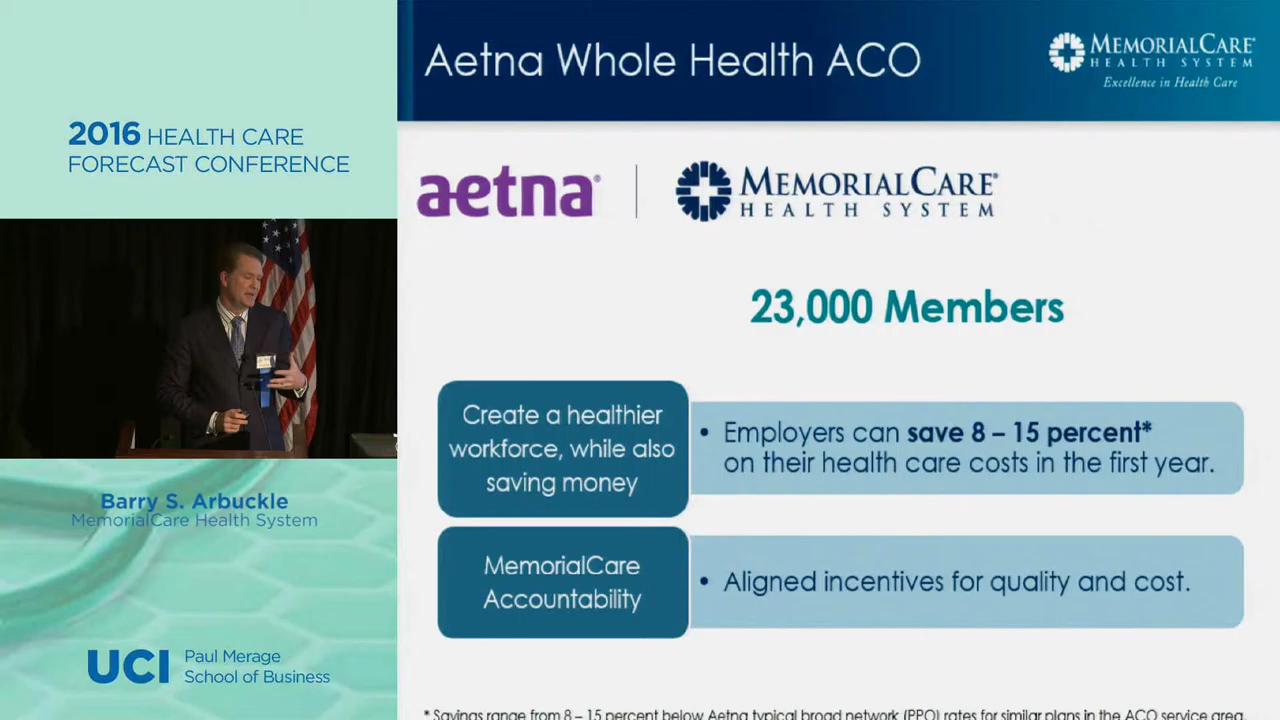 2016 HEALTH CARE
FORECAST CONFERENCE
Barry S. Arbuckle
MemorialCare Health System
UCI
Paul Merage
School of Business
Aetna Whole Health ACO
MEMORIALCARE®
HEALTH SYSTEM
Excellence in Health Care
aetna®
MEMORIALCARE®
HEALTH SYSTEM
23,000 Members
Create a healthier
workforce, while also
saving money
• Employers can save 8 – 15 percent*
on their health care costs in the first year.
MemorialCare
Accountability
• Aligned incentives for quality and cost.
* Savings range from 8 – 15 percent below Aetna typical broad network (PPO) rates for similar plans in the ACO service area.